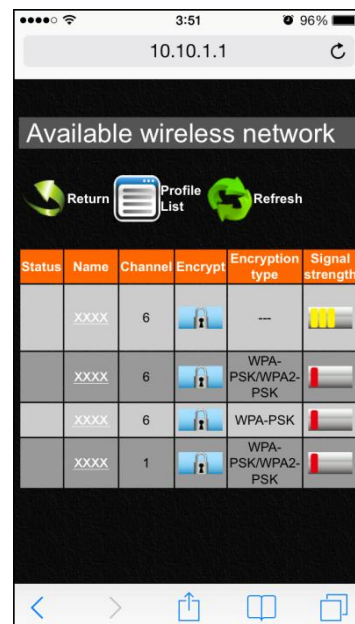 3:51 96%
10.10.1.1
Available wireless network
Return Profile List Refresh
Status Name Channel Encrypt Encryption type Signal strength
XXXX 6 ---
XXXX 6 WPA-PSK/WPA2-PSK
XXXX 6 WPA-PSK
XXXX 1 WPA-PSK/WPA2-PSK